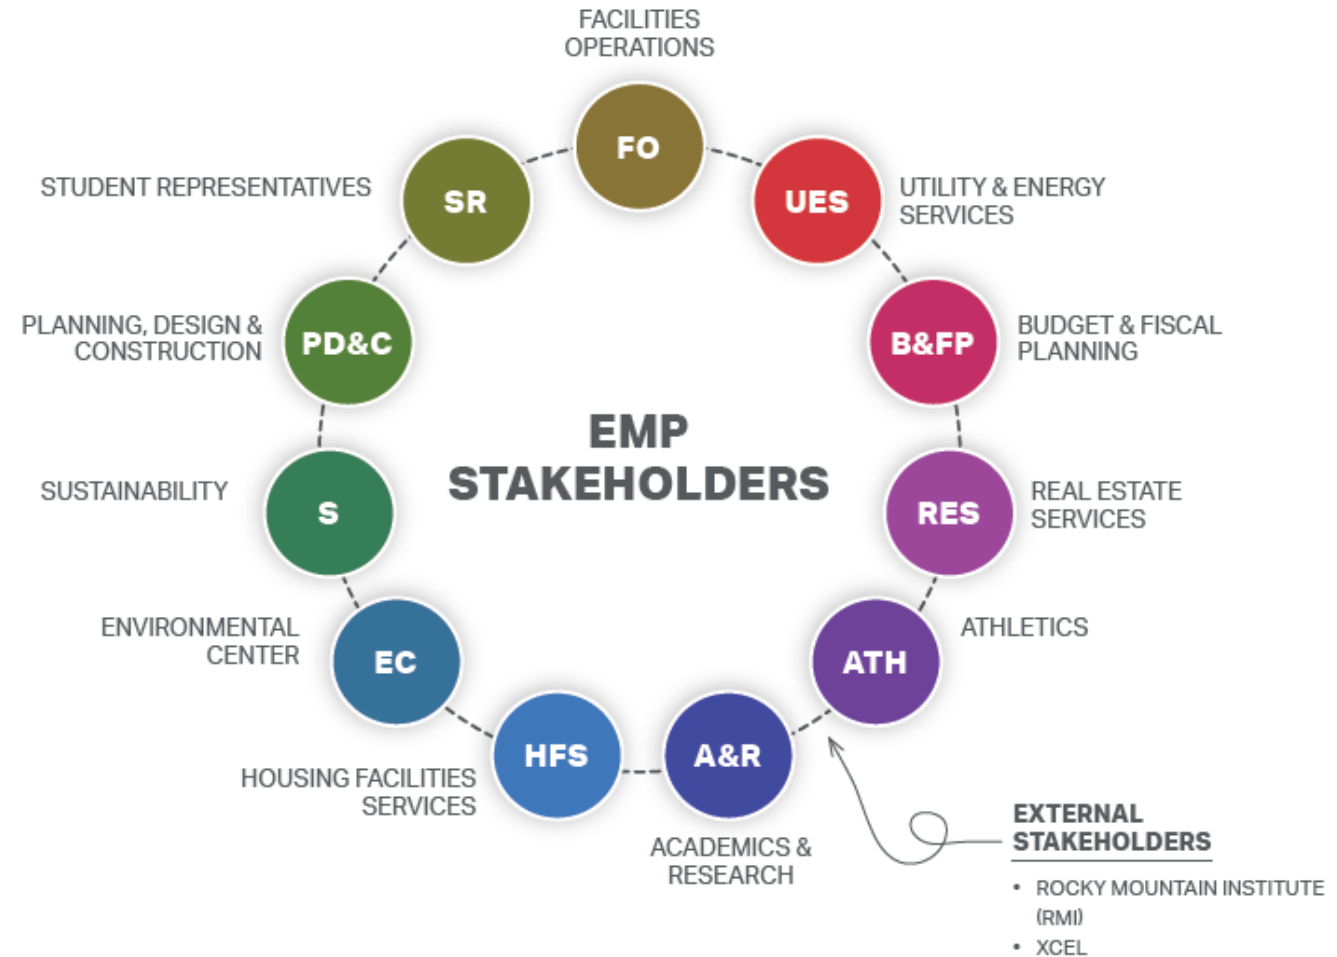 FACILITIES
OPERATIONS
FO
SR
STUDENT REPRESENTATIVES
UES
UTILITY & ENERGY
SERVICES
PLANNING, DESIGN &
CONSTRUCTION
PD&C
B&FP
BUDGET & FISCAL
PLANNING
EMP
STAKEHOLDERS
SUSTAINABILITY
S
RES
REAL ESTATE
SERVICES
ENVIRONMENTAL
CENTER
EC
ATH
ATHLETICS
HOUSING FACILITIES
SERVICES
HFS
A&R
ACADEMICS &
RESEARCH
EXTERNAL
STAKEHOLDERS
• ROCKY MOUNTAIN INSTITUTE
(RMI)
• XCEL